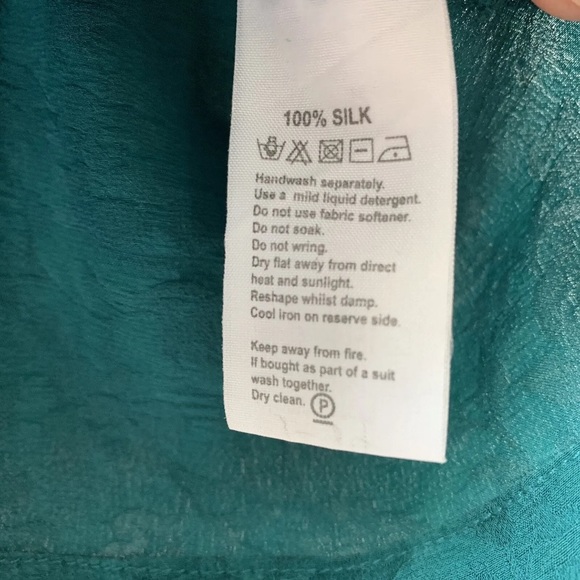 100% SILK
Handwash separately.
Use a mild liquid detergent.
Do not use fabric softener.
Do not soak.
Do not wring.
Dry flat away from direct
heat and sunlight.
Reshape whilst damp.
Cool iron on reserve side.
Keep away from fire.
If bought as part of a suit
wash together.
Dry clean. P